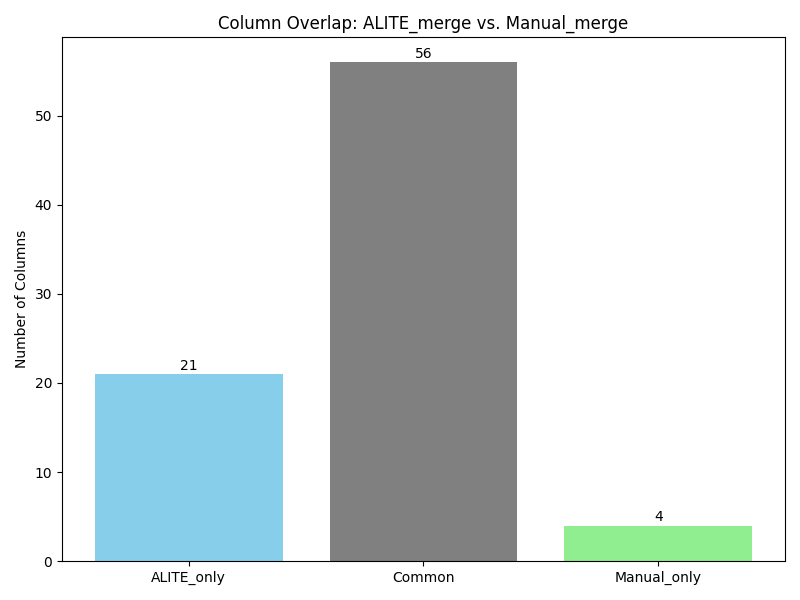 Column Overlap: ALITE_merge vs. Manual_merge
56
50
40
30
21
20
10
4
0
Number of Columns
ALITE_only
Common
Manual_only